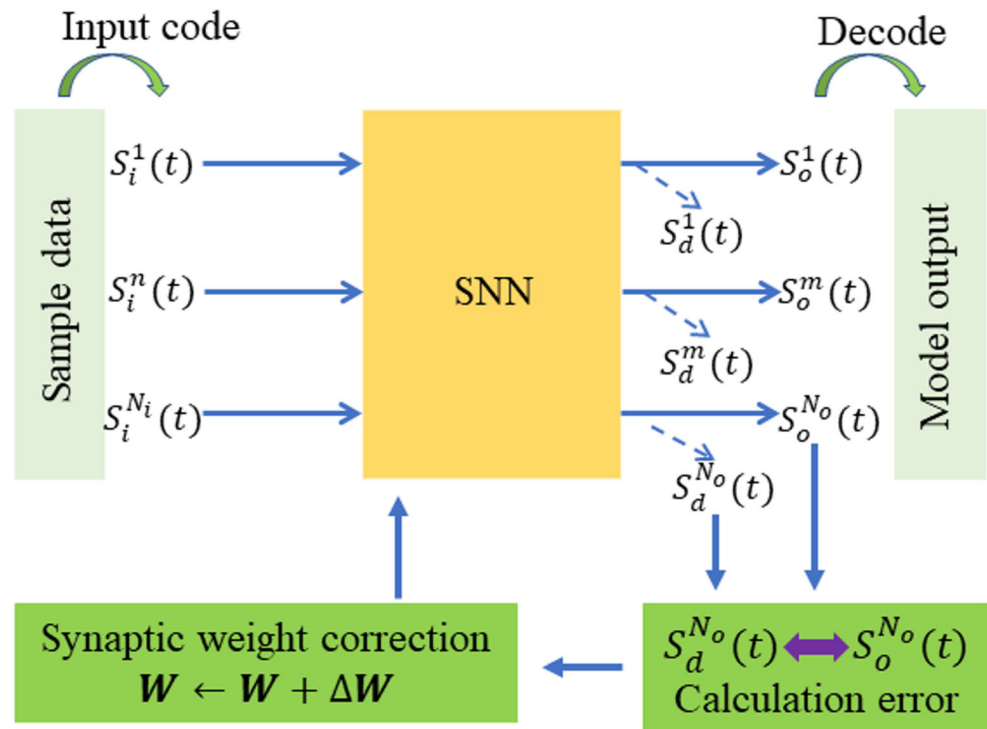 Input code
Decode
Sample data
S_i^1(t)
S_i^n(t)
S_i^{N_i}(t)
SNN
S_o^1(t)
S_d^1(t)
S_o^m(t)
S_d^m(t)
S_o^{N_o}(t)
S_d^{N_o}(t)
Model output
Synaptic weight correction
W ← W + ΔW
S_d^{N_o}(t) S_o^{N_o}(t)
Calculation error